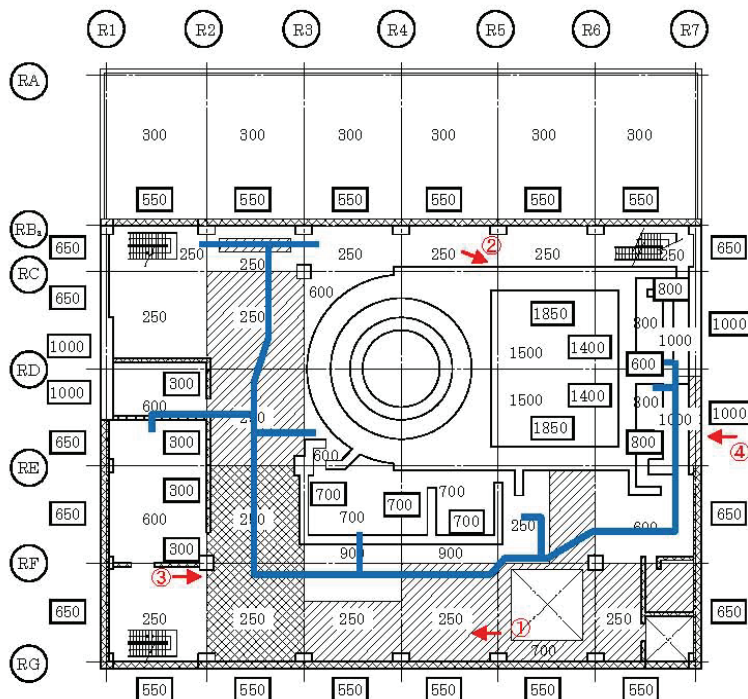 R1 R2 R3 R4 R5 R6 R7
RA
300 300 300 300 300 300
550 550 550 550 550 550
RBa
650 250 250 250 250 ② 250 250 650
RC
650 600 800
250 250 1850 800 1000
1000 1500 1400 1000
RD
600
1000 300 1500 1400 800 1000
600 250 1850 1000
650 300 600 800 ④
RE
300 700 700
650 600 250 700 700 700 250 600 650
300 900 900
RF
③
650 250 250 250 250 ① 250 250 650
700
RG
550 550 550 550 550 550